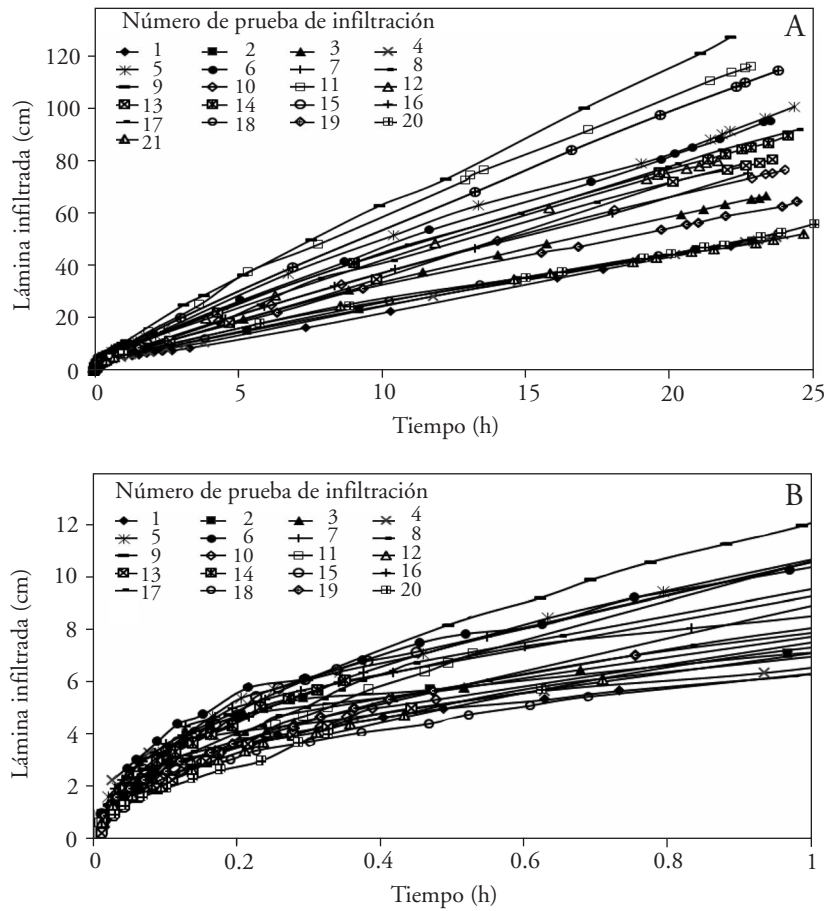 Número de prueba de infiltración
A
1 2 3 4
5 6 7 8
9 10 11 12
13 14 15 16
17 18 19 20
21
Lámina infiltrada (cm)
120
100
80
60
40
20
0
0 5 10 15 20 25
Tiempo (h)
Número de prueba de infiltración
B
1 2 3 4
5 6 7 8
9 10 11 12
13 14 15 16
17 18 19 20
Lámina infiltrada (cm)
12
10
8
6
4
2
0
0 0.2 0.4 0.6 0.8 1
Tiempo (h)